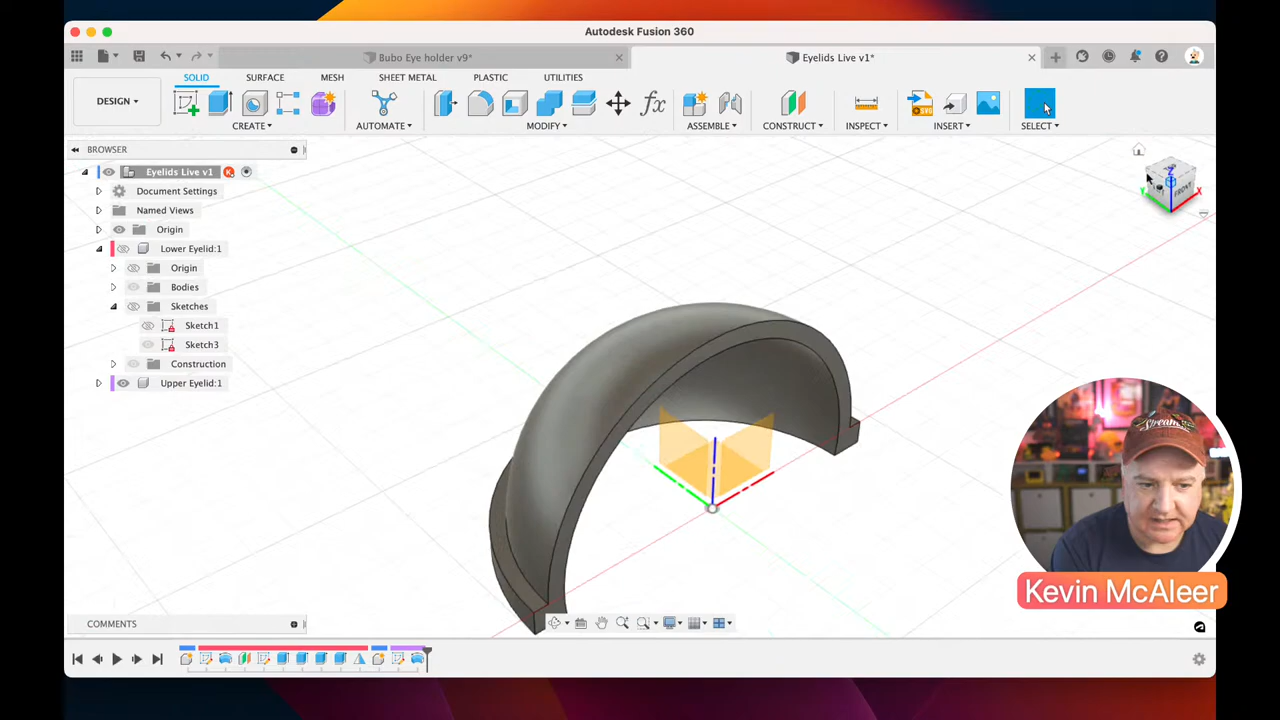 Autodesk Fusion 360
Bubo Eye holder v9*
Eyelids Live v1*
SOLID SURFACE MESH SHEET METAL PLASTIC UTILITIES
DESIGN
fx
CREATE AUTOMATE MODIFY ASSEMBLE CONSTRUCT INSPECT INSERT SELECT
BROWSER
Eyelids Live v1
K
Document Settings
Named Views
Origin
Lower Eyelid:1
Origin
Bodies
Sketches
Sketch1
Sketch3
Construction
Upper Eyelid:1
Z
FRONT
X
Y
Kevin McAleer
COMMENTS